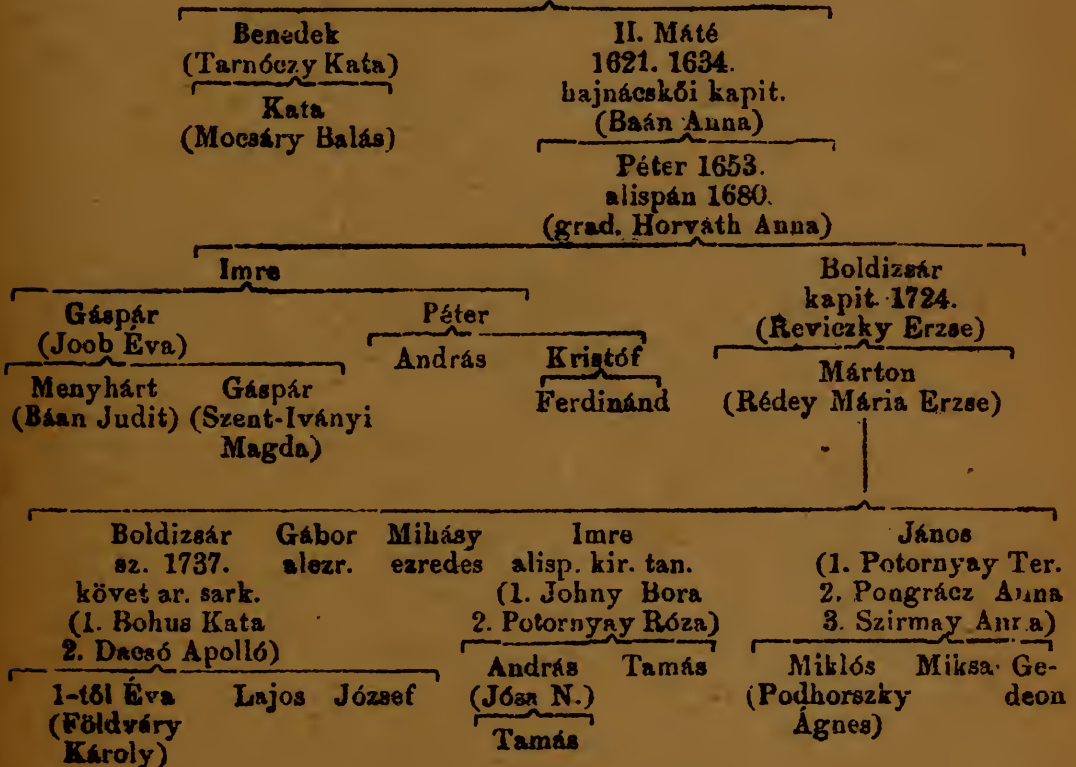 Benedek II. Máté
(Tarnóczy Kata) 1621. 1634.
Kata hajnácskői kapit.
(Mocsáry Balás) (Baán Anna)
Péter 1653.
alispán 1680.
(grad. Horváth Anna)
Imre Boldizsár
Gáspár Péter kapit. 1724.
(Joob Éva) (Reviczky Erzse)
András Kristóf Márton
Menyhárt Gáspár Ferdinánd (Rédey Mária Erzse)
(Báan Judit) (Szent-Iványi
Magda)
Boldizsár Gábor Mihásy Imre János
sz. 1737. alezr. ezredes alisp. kir. tan. (1. Potornyay Ter.
követ ar. sark. (1. Johny Bora 2. Pongrácz Anna
(1. Bohus Kata 2. Potornyay Róza) 3. Szirmay Anna)
2. Dacsó Apolló)
András Tamás Miklós Miksa Ge-
1-től Éva Lajos József (Jósa N.) (Podhorszky deon
(Földváry Ágnes)
Károly) Tamás